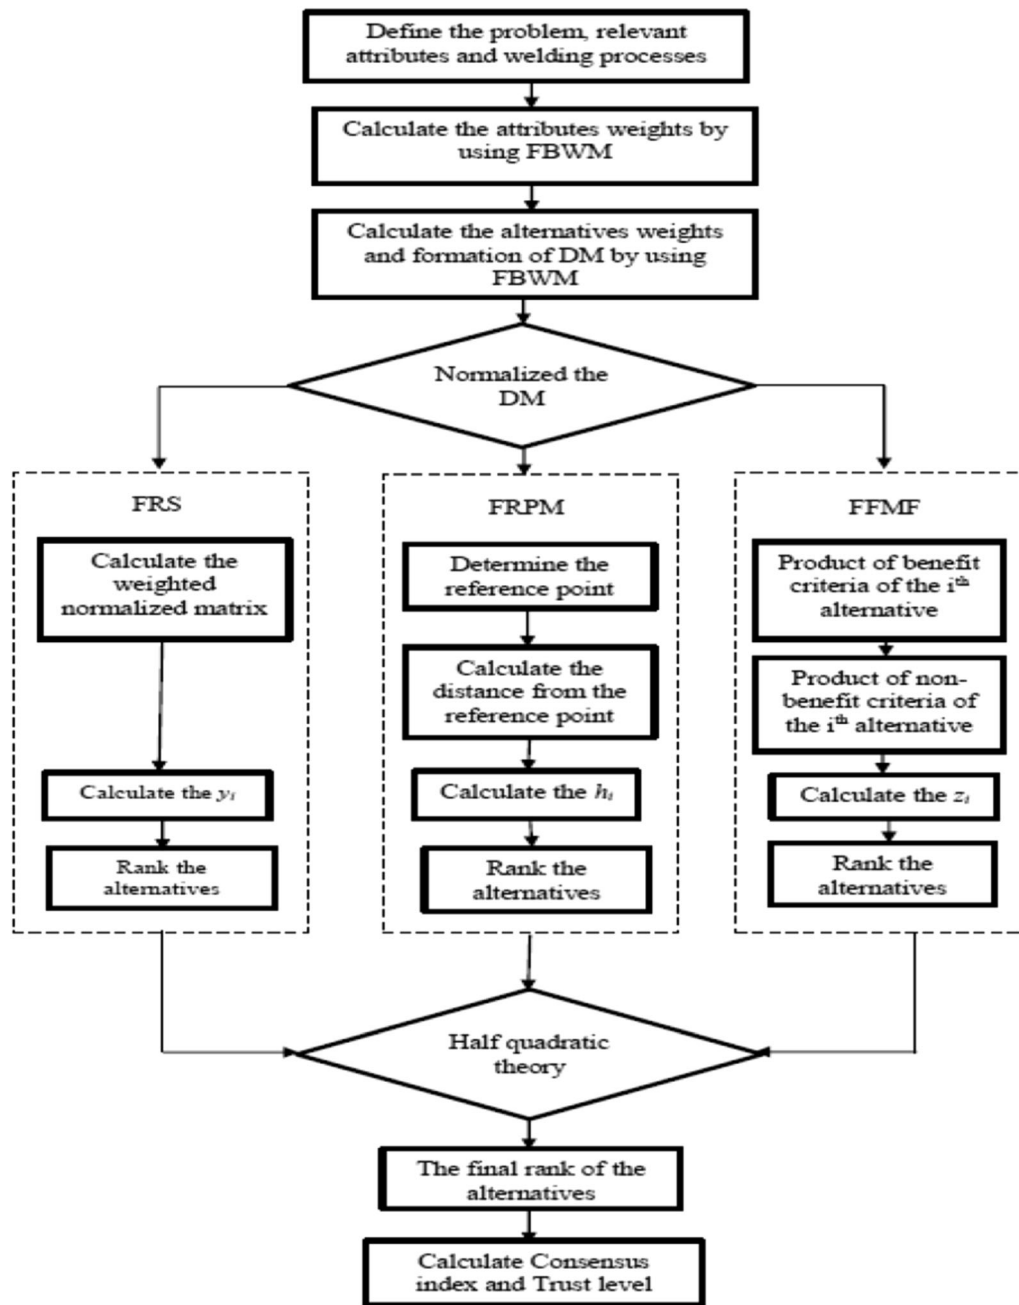 Define the problem, relevant
attributes and welding processes
Calculate the attributes weights by
using FBWM
Calculate the alternatives weights
and formation of DM by using
FBWM
Normalized the
DM
FRS
Calculate the
weighted
normalized matrix
Calculate the yᵢ
Rank the
alternatives
FRPM
Determine the
reference point
Calculate the
distance from the
reference point
Calculate the hᵢ
Rank the
alternatives
FFMF
Product of benefit
criteria of the iᵗʰ
alternative
Product of non-
benefit criteria of
the iᵗʰ alternative
Calculate the zᵢ
Rank the
alternatives
Half quadratic
theory
The final rank of the
alternatives
Calculate Consensus
index and Trust level